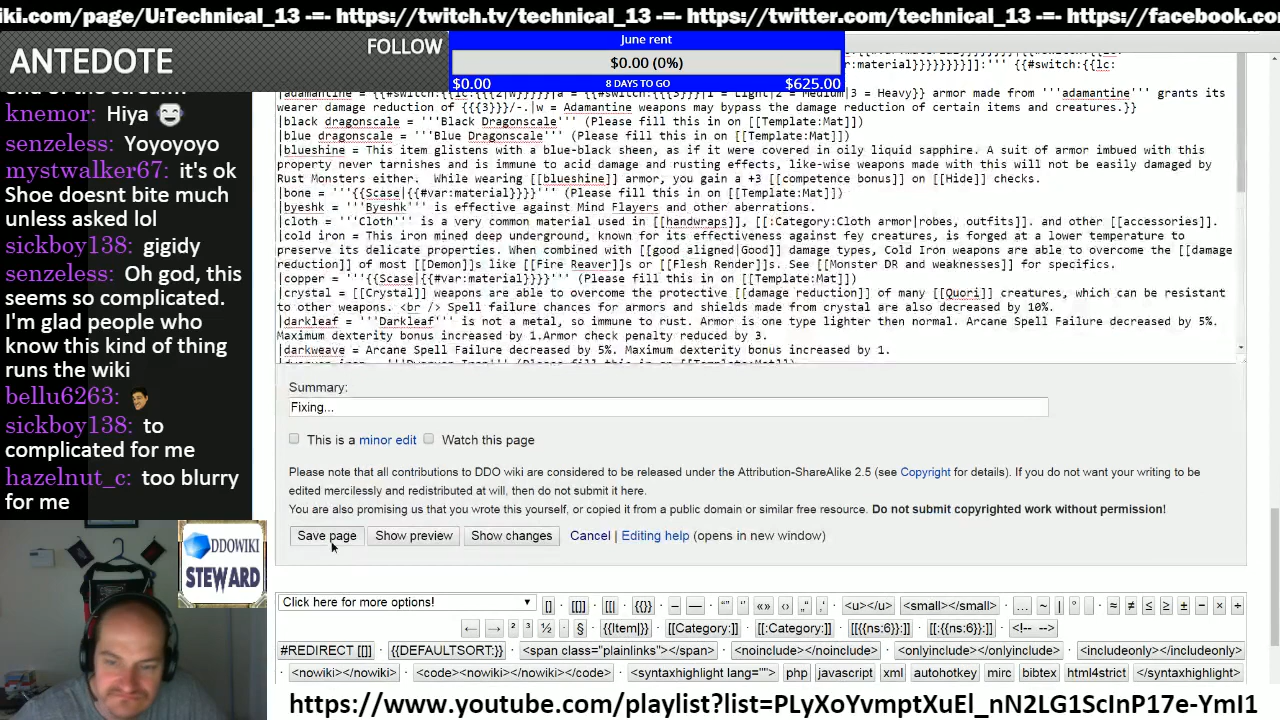 iki.com/page/U:Technical_13 -=- https://twitch.tv/technical_13 -=- https://twitter.com/technical_13 -=- https://facebook.co
ANTEDOTE
FOLLOW
June rent
$0.00 (0%)
$0.00
8 DAYS TO GO
$625.00
end of the stream.
knemor: Hiya
senzeless: Yoyoyoyo
mystwalker67: it's ok
Shoe doesnt bite much
unless asked lol
sickboy138: gigidy
senzeless: Oh god, this
seems so complicated.
I'm glad people who
know this kind of thing
runs the wiki
bellu6263:
sickboy138: to
complicated for me
hazelnut_c: too blurry
for me
:material}}}}}}}]]:''' {{#switch:{{lc:
|adamantine = {{#switch:{{lc:{{{2|w}}}}}|a = {{#switch:{{{3}}}|1 = Light|2 = Medium|3 = Heavy}} armor made from '''adamantine''' grants its
wearer damage reduction of {{{3}}}/-.|w = Adamantine weapons may bypass the damage reduction of certain items and creatures.}}
|black dragonscale = '''Black Dragonscale''' (Please fill this in on [[Template:Mat]])
|blue dragonscale = '''Blue Dragonscale''' (Please fill this in on [[Template:Mat]])
|blueshine = This item glistens with a blue-black sheen, as if it were covered in oily liquid sapphire. A suit of armor imbued with this
property never tarnishes and is immune to acid damage and rusting effects, like-wise weapons made with this will not be easily damaged by
Rust Monsters either.  While wearing [[blueshine]] armor, you gain a +3 [[competence bonus]] on [[Hide]] checks.
|bone = '''{{Scase|{{#var:material}}}}''' (Please fill this in on [[Template:Mat]])
|byeshk = '''Byeshk''' is effective against Mind Flayers and other aberrations.
|cloth = '''Cloth''' is a very common material used in [[handwraps]], [[:Category:Cloth armor|robes, outfits]]. and other [[accessories]].
|cold iron = This iron mined deep underground, known for its effectiveness against fey creatures, is forged at a lower temperature to
preserve its delicate properties. When combined with [[good aligned|Good]] damage types, Cold Iron weapons are able to overcome the [[damage
reduction]] of most [[Demon]]s like [[Fire Reaver]]s or [[Flesh Render]]s. See [[Monster DR and weaknesses]] for specifics.
|copper = '''{{Scase|{{#var:material}}}}''' (Please fill this in on [[Template:Mat]])
|crystal = [[Crystal]] weapons are able to overcome the protective [[damage reduction]] of many [[Quori]] creatures, which can be resistant
to other weapons. <br /> Spell failure chances for armors and shields made from crystal are also decreased by 10%.
|darkleaf = '''Darkleaf''' is not a metal, so immune to rust. Armor is one type lighter then normal. Arcane Spell Failure decreased by 5%.
Maximum dexterity bonus increased by 1.Armor check penalty reduced by 3.
|darkweave = Arcane Spell Failure decreased by 5%. Maximum dexterity bonus increased by 1.
Summary:
Fixing...
This is a minor edit Watch this page
Please note that all contributions to DDO wiki are considered to be released under the Attribution-ShareAlike 2.5 (see Copyright for details). If you do not want your writing to be
edited mercilessly and redistributed at will, then do not submit it here.
You are also promising us that you wrote this yourself, or copied it from a public domain or similar free resource. Do not submit copyrighted work without permission!
Save page Show preview Show changes Cancel | Editing help (opens in new window)
DDOWIKI
STEWARD
Click here for more options! [] · [[]] · [[| · {{}} · – — · “” ‘’ «» ‹› „“ ‚‘ · <u></u> · <small></small> · … ~ | ° · ≈ ≠ ≤ ≥ ± − × ÷
← → ² ³ ½ · § {{Item|}} · [[Category:]] · [[:Category:]] · [[{{ns:6}}:]] · [[:{{ns:6}}:]] · <!-- -->
#REDIRECT [[]] · {{DEFAULTSORT:}} · <span class="plainlinks"></span> · <noinclude></noinclude> · <onlyinclude></onlyinclude> · <includeonly></includeonly>
<nowiki></nowiki> · <code><nowiki></nowiki></code> · <syntaxhighlight lang=""> php javascript xml autohotkey mirc bibtex html4strict </syntaxhighlight>
https://www.youtube.com/playlist?list=PLyXoYvmptXuEl_nN2LG1ScInP17e-YmI1